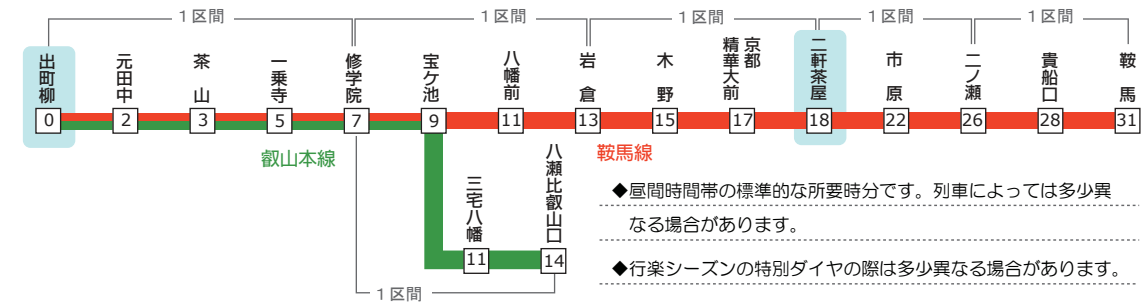 1区間 1区間 1区間 1区間 1区間
出町柳
元田中
茶山
一乗寺
修学院
宝ケ池
八幡前
岩倉
木野
京都
精華大前
二軒茶屋
市原
二ノ瀬
貴船口
鞍馬
0 2 3 5 7 9 11 13 15 17 18 22 26 28 31
叡山本線
鞍馬線
三宅八幡
八瀬比叡山口
11 14
1区間
◆昼間時間帯の標準的な所要時分です。列車によっては多少異
なる場合があります。
◆行楽シーズンの特別ダイヤの際は多少異なる場合があります。